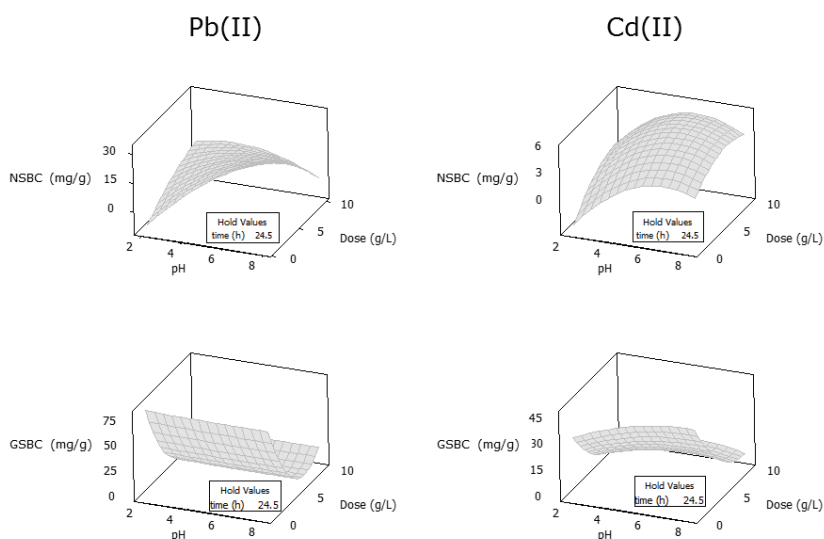 Pb(II)
Cd(II)
30
15
0
NSBC (mg/g)
2
4
6
8
pH
0
5
10
Dose (g/L)
Hold Values
time (h) 24.5
6
3
0
NSBC (mg/g)
2
4
6
8
pH
0
5
10
Dose (g/L)
Hold Values
time (h) 24.5
75
50
25
0
GSBC (mg/g)
2
4
6
8
pH
0
5
10
Dose (g/L)
Hold Values
time (h) 24.5
45
30
15
0
GSBC (mg/g)
2
4
6
8
pH
0
5
10
Dose (g/L)
Hold Values
time (h) 24.5